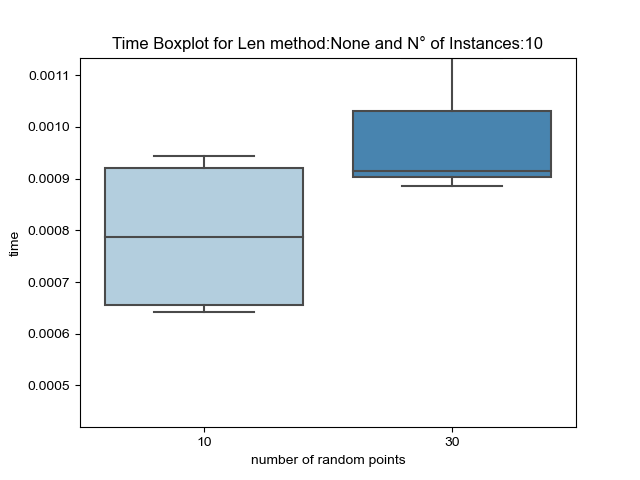 Time Boxplot for Len method:None and N° of Instances:10
0.0011
0.0010
0.0009
0.0008
0.0007
0.0006
0.0005
time
10 30
number of random points